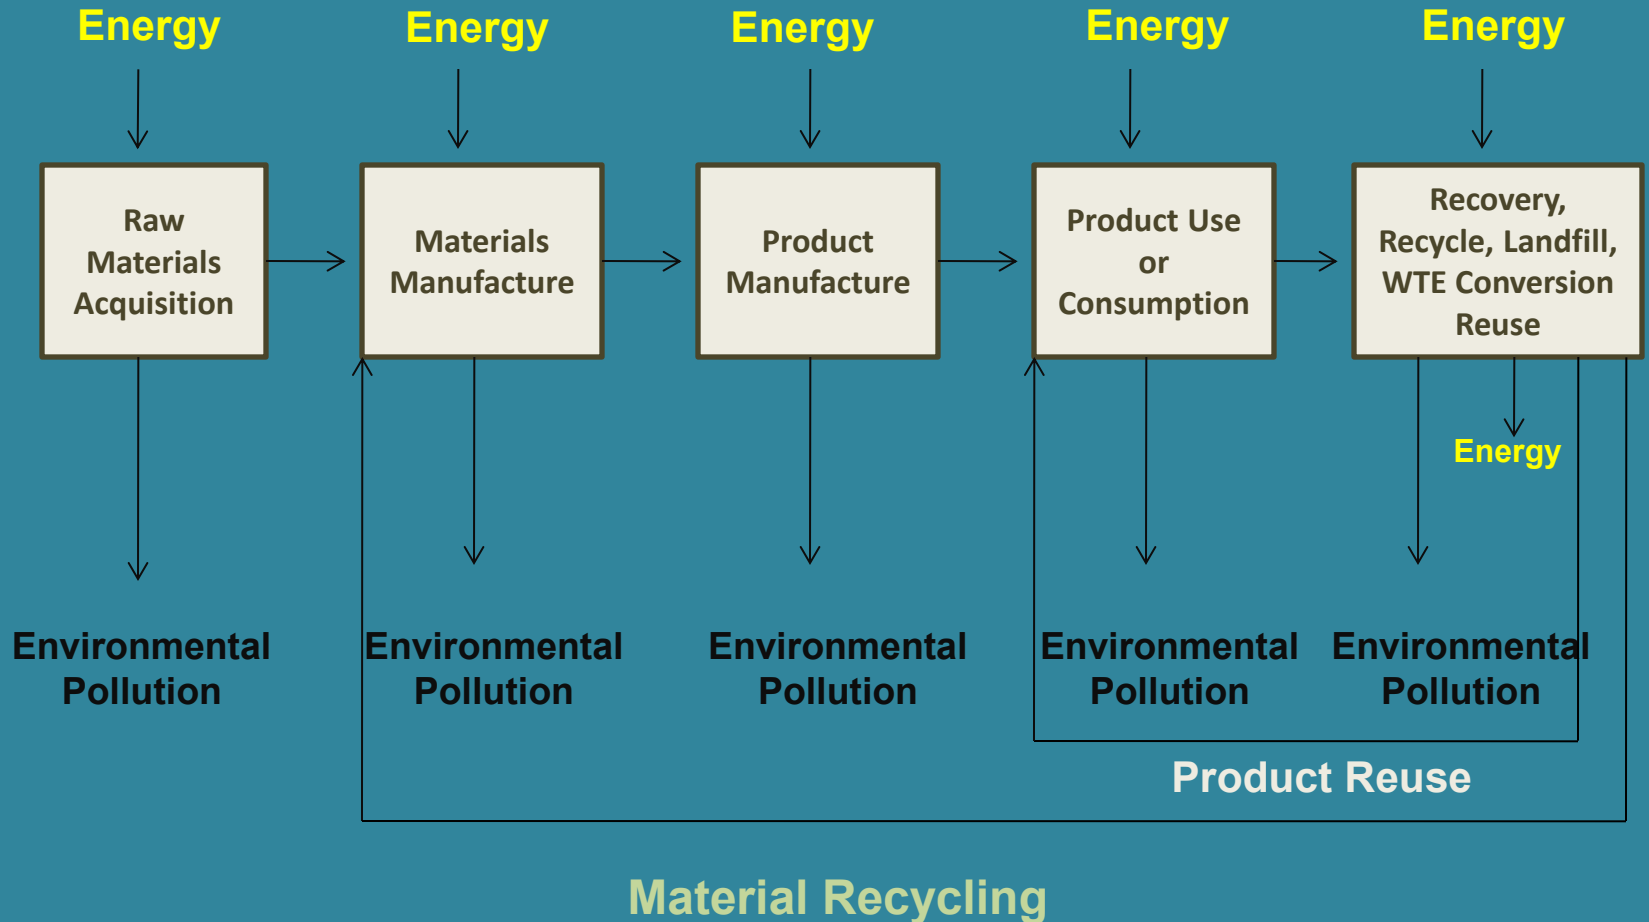 Energy
Energy
Energy
Energy
Energy
Raw
Materials
Acquisition
Materials
Manufacture
Product
Manufacture
Product Use
or
Consumption
Recovery,
Recycle, Landfill,
WTE Conversion
Reuse
Energy
Environmental
Pollution
Environmental
Pollution
Environmental
Pollution
Environmental
Pollution
Environmental
Pollution
Product Reuse
Material Recycling